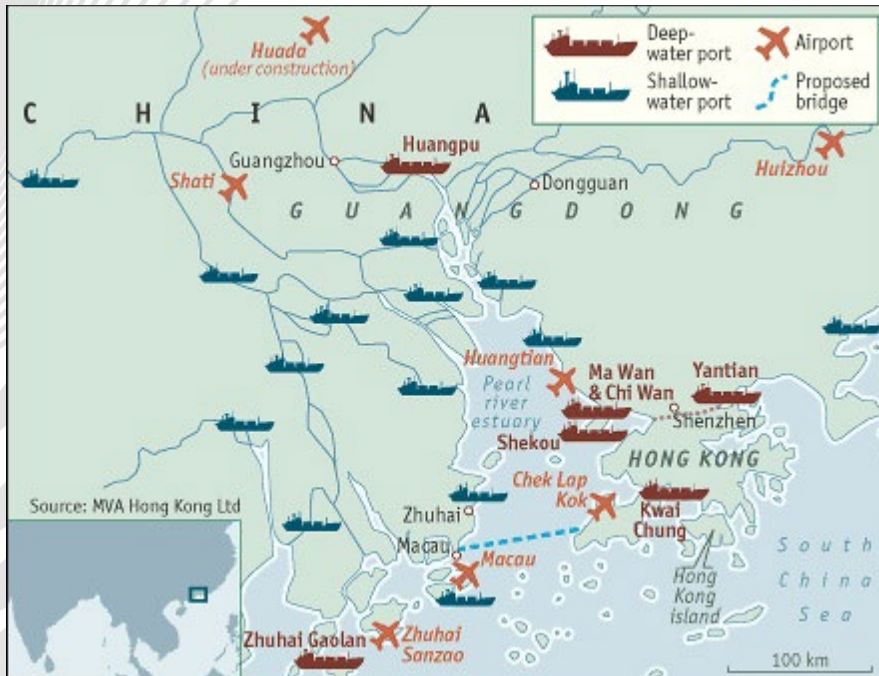 Deep-
water port
Airport
Shallow-
water port
Proposed
bridge
Huada
(under construction)
C H I N A
Guangzhou
Huangpu
Shati
Dongguan
Huizhou
G U A N G D O N G
Huangtian
Pearl
river
estuary
Ma Wan
& Chi Wan
Yantian
Shenzhen
Shekou
HONG KONG
Chek Lap
Kok
Kwai
Chung
Source: MVA Hong Kong Ltd
Zhuhai
Macau
Macau
Hong
Kong
island
South
China
Sea
Zhuhai Gaolan
Zhuhai
Sanzao
100 km